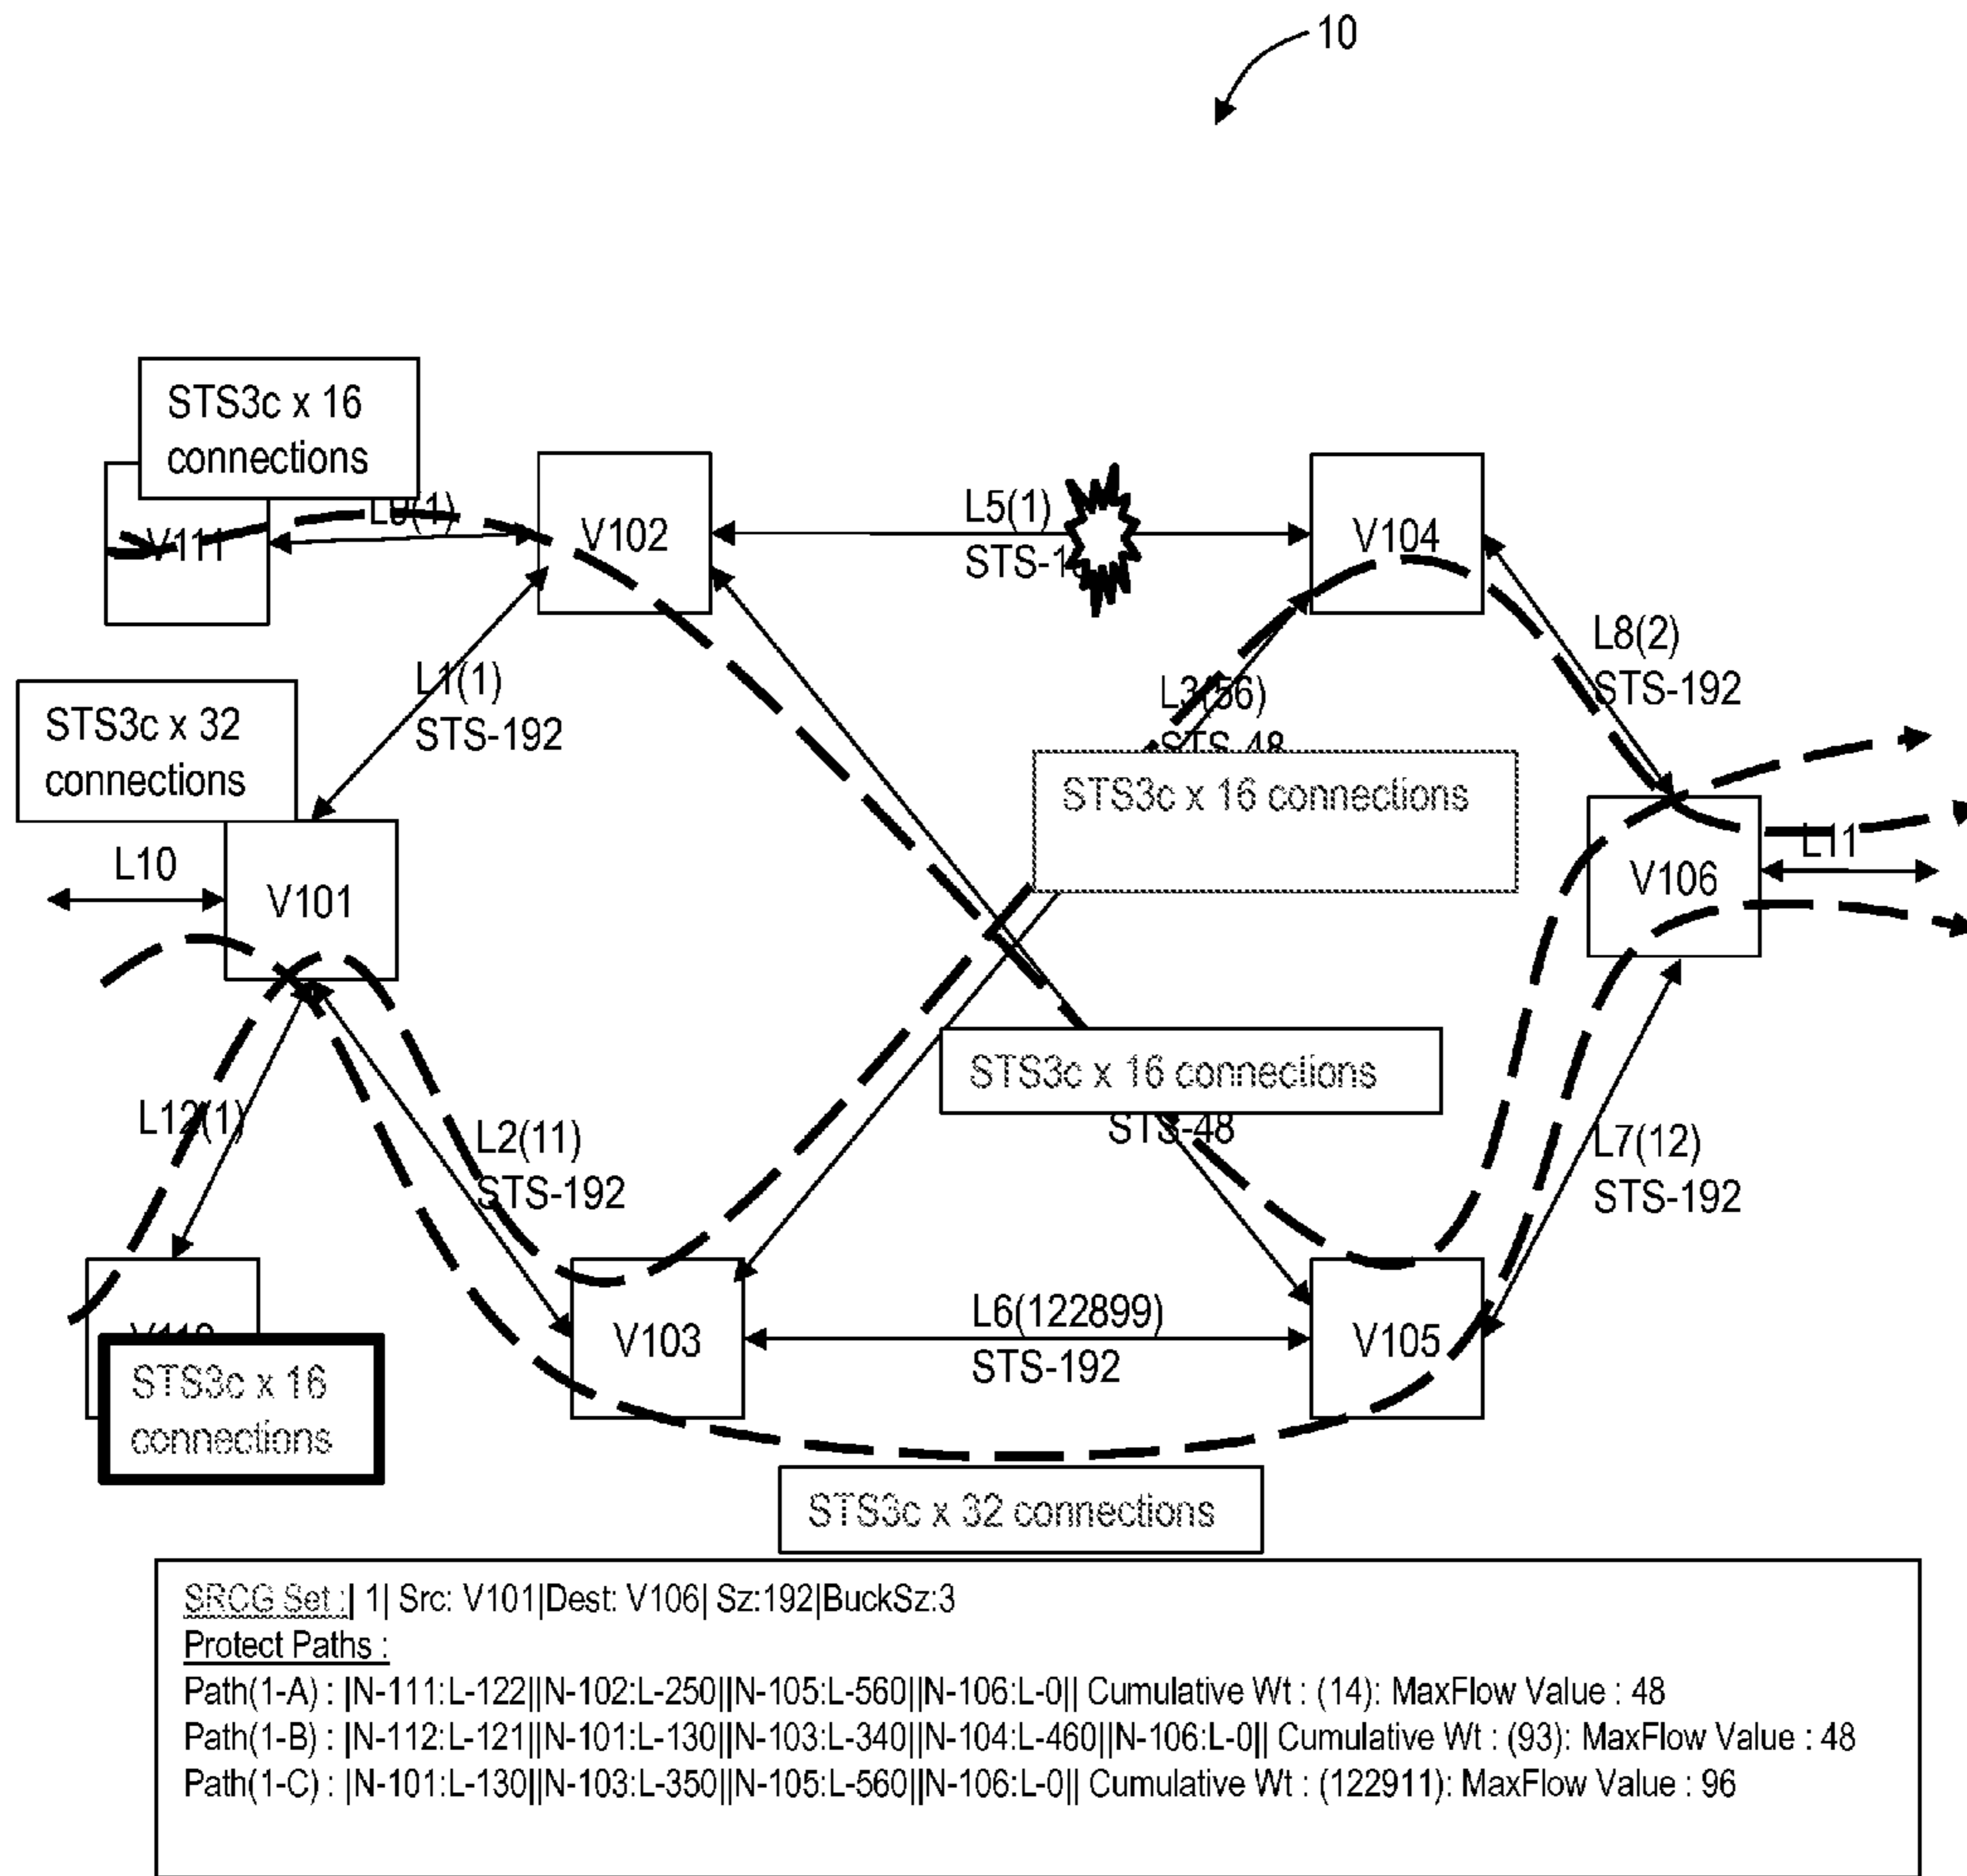 10
STS3c x 16
connections
V111
V102
L5(1)
V104
L8(2)
STS-192
L1(1)
STS-192
STS3c x 32
connections
L3(56)
STS-48
STS3c x 16 connections
L10
V101
V106
L11
STS3c x 16 connections
STS-48
L12(1)
L2(11)
STS-192
L7(12)
STS-192
V103
L6(122899)
STS-192
V105
STS3c x 16
connections
STS3c x 32 connections
SRCG Set :| 1| Src: V101|Dest: V106| Sz:192|BuckSz:3
Protect Paths :
Path(1-A) : |N-111:L-122||N-102:L-250||N-105:L-560||N-106:L-0|| Cumulative Wt : (14): MaxFlow Value : 48
Path(1-B) : |N-112:L-121||N-101:L-130||N-103:L-340||N-104:L-460||N-106:L-0|| Cumulative Wt : (93): MaxFlow Value : 48
Path(1-C) : |N-101:L-130||N-103:L-350||N-105:L-560||N-106:L-0|| Cumulative Wt : (122911): MaxFlow Value : 96